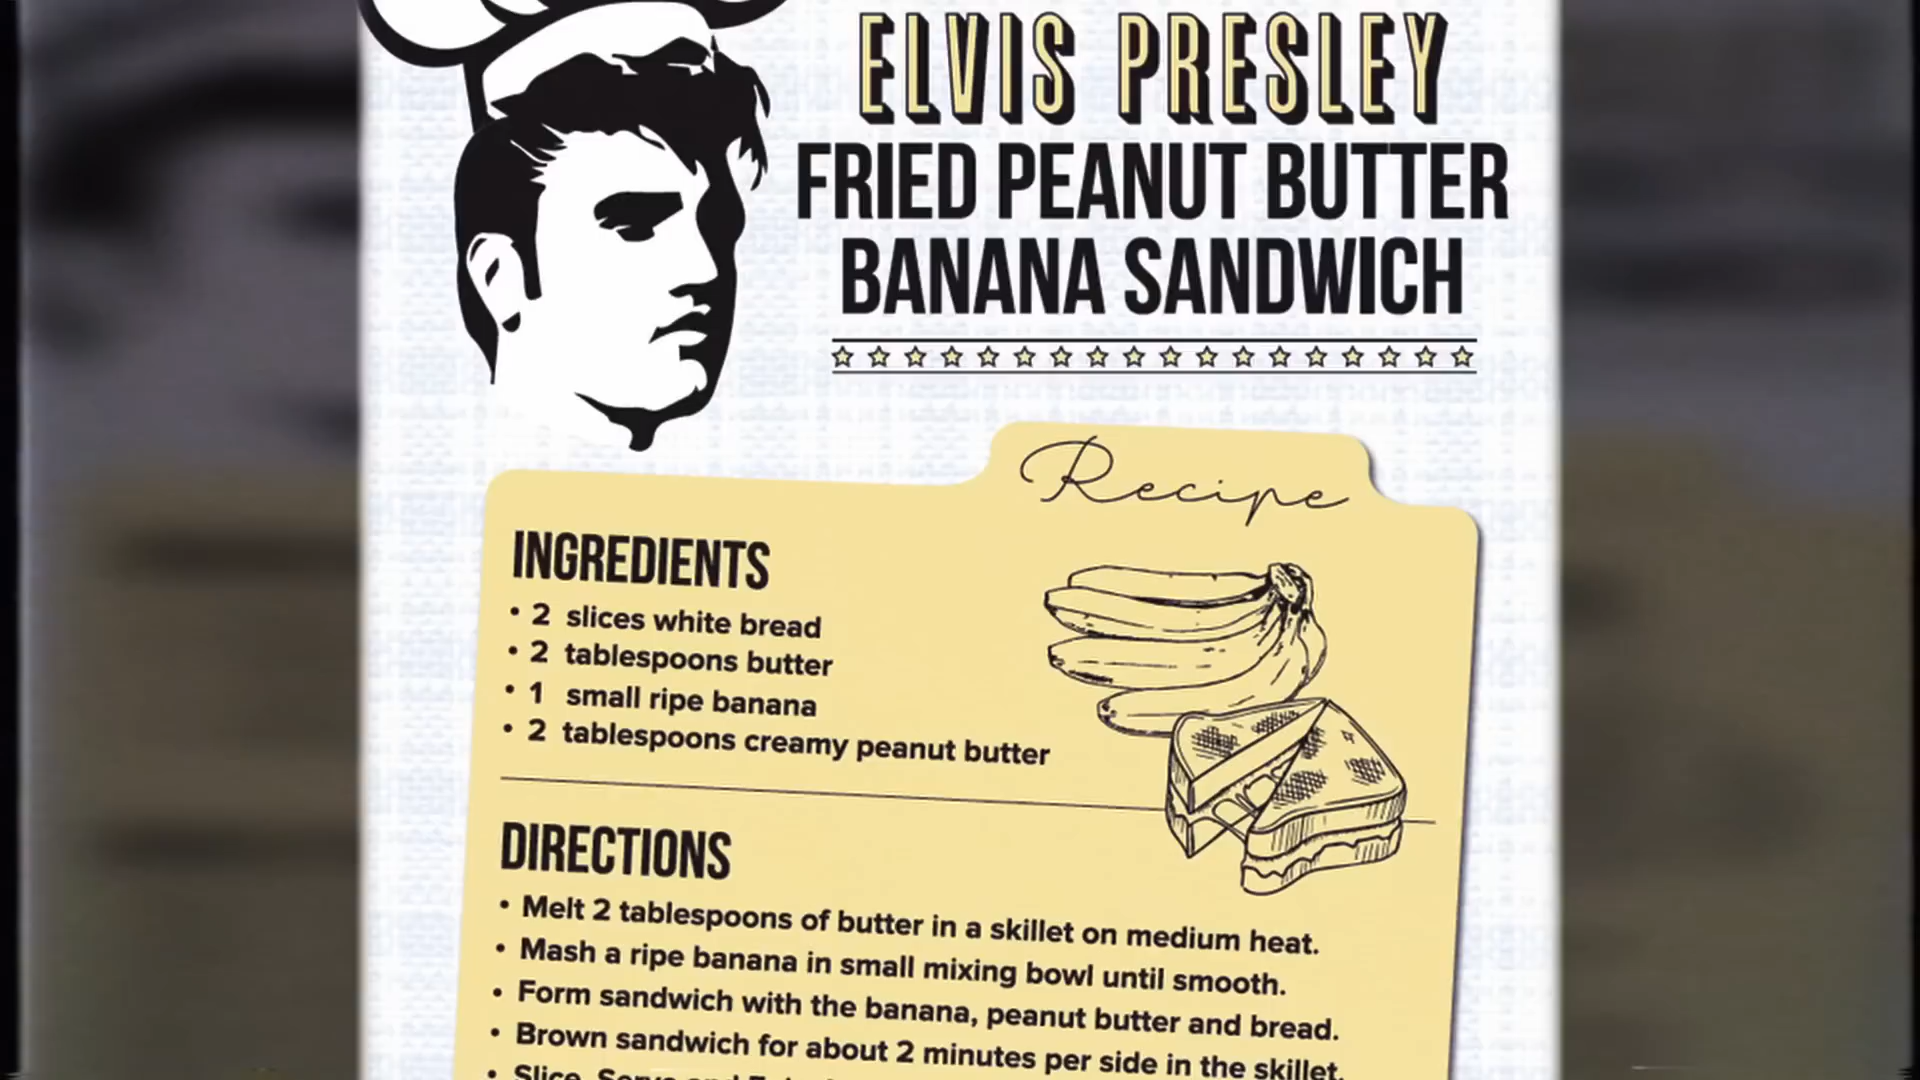 ELVIS PRESLEY
FRIED PEANUT BUTTER
BANANA SANDWICH
Recipe
INGREDIENTS
• 2 slices white bread
• 2 tablespoons butter
• 1 small ripe banana
• 2 tablespoons creamy peanut butter
DIRECTIONS
• Melt 2 tablespoons of butter in a skillet on medium heat.
• Mash a ripe banana in small mixing bowl until smooth.
• Form sandwich with the banana, peanut butter and bread.
• Brown sandwich for about 2 minutes per side in the skillet.
• Slice, Serve and